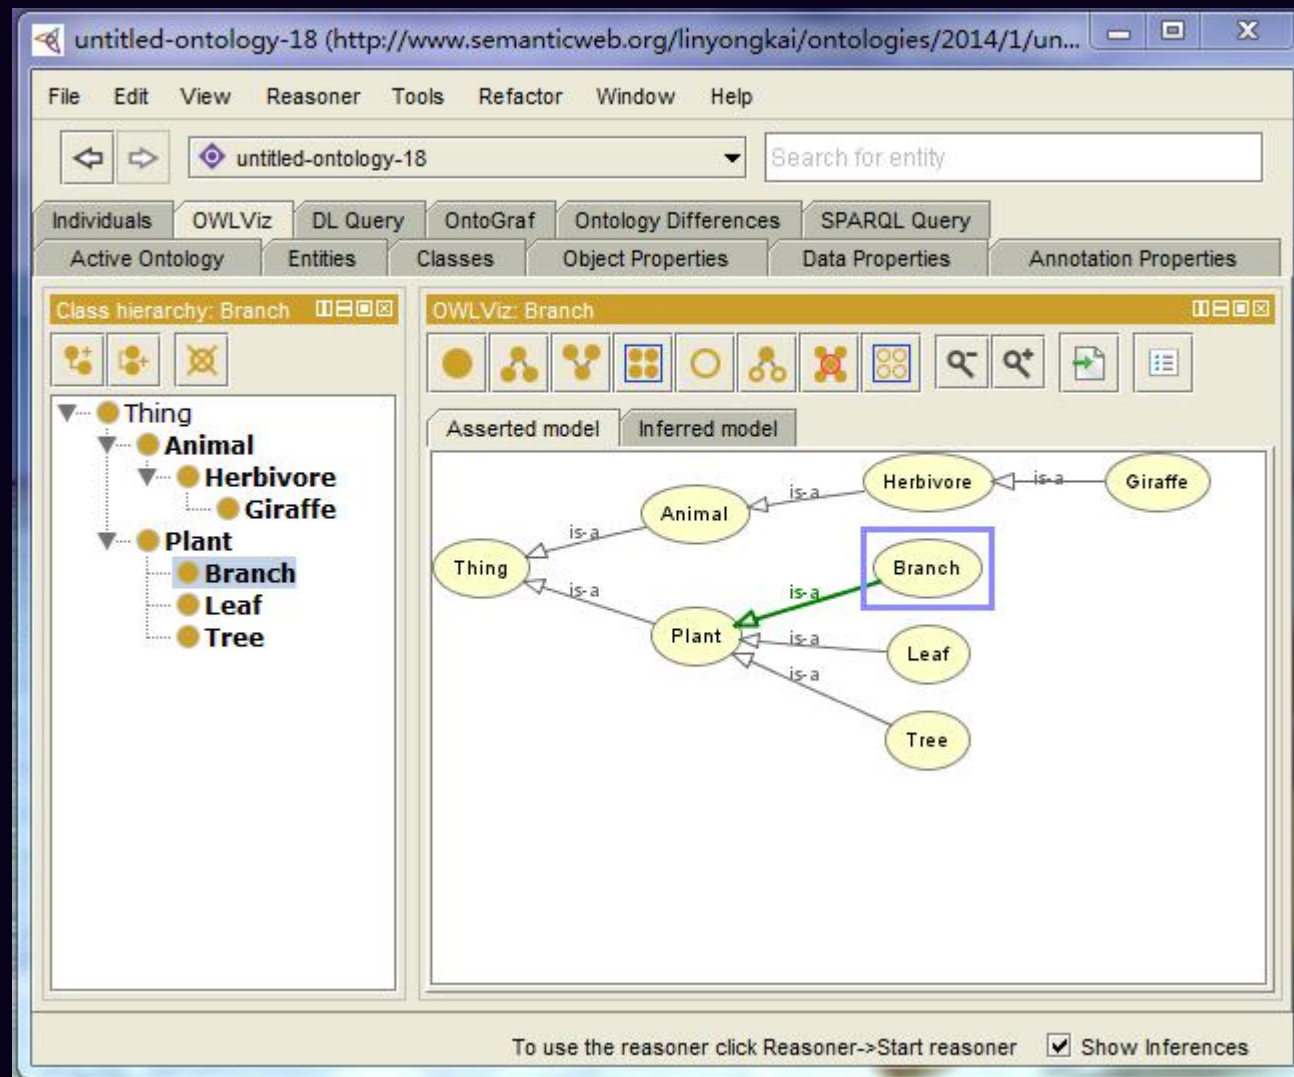 untitled-ontology-18 (http://www.semanticweb.org/linyongkai/ontologies/2014/1/un...
File Edit View Reasoner Tools Refactor Window Help
untitled-ontology-18 Search for entity
Individuals OWLViz DL Query OntoGraf Ontology Differences SPARQL Query
Active Ontology Entities Classes Object Properties Data Properties Annotation Properties
Class hierarchy: Branch
Thing
Animal
Herbivore
Giraffe
Plant
Branch
Leaf
Tree
OWLViz: Branch
Asserted model Inferred model
Herbivore is-a Giraffe
is-a
Animal
is-a
Branch
Thing
is-a
is-a
Plant
is-a
Leaf
is-a
Tree
To use the reasoner click Reasoner->Start reasoner Show Inferences